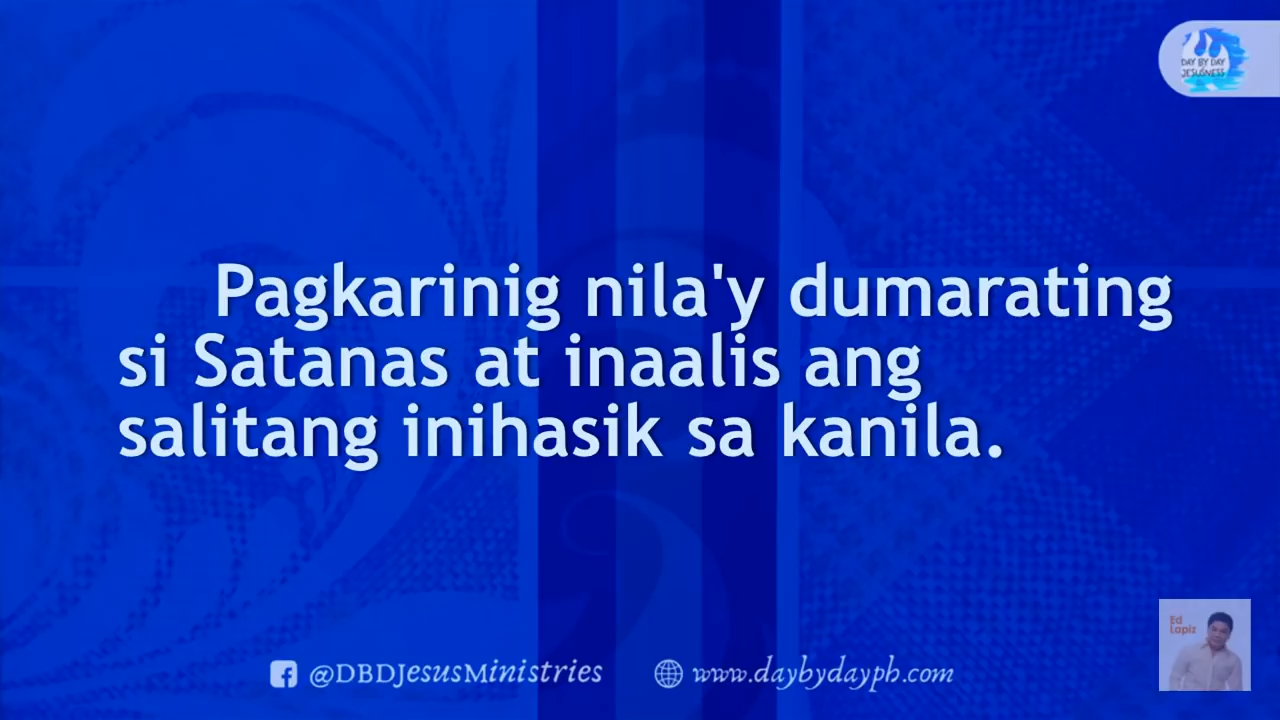 DAY BY DAY
JESUSNESS
Pagkarinig nila'y dumarating
si Satanas at inaalis ang
salitang inihasik sa kanila.
Ed
Lapiz
@DBDJesusMinistries
www.daybydayph.com